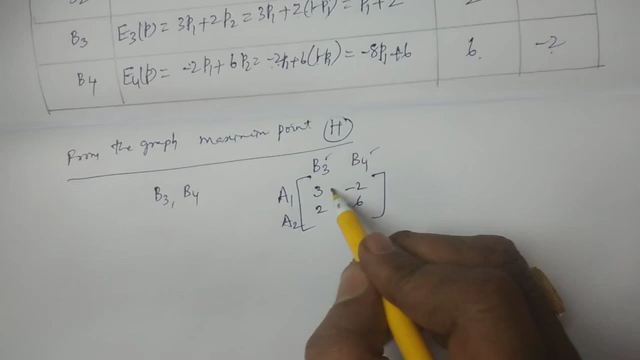 2
B3 E3(p) = 3P1 + 2P2 = 3P1 + 2(1-P1) = P1 + 2
B4 E4(p) = -2P1 + 6P2 = -2P1 + 6(1-P1) = -8P1 + 6 6 -2
From the graph maximin point (H)
B3 B4
B3, B4 A1 3 -2
A2 2 6